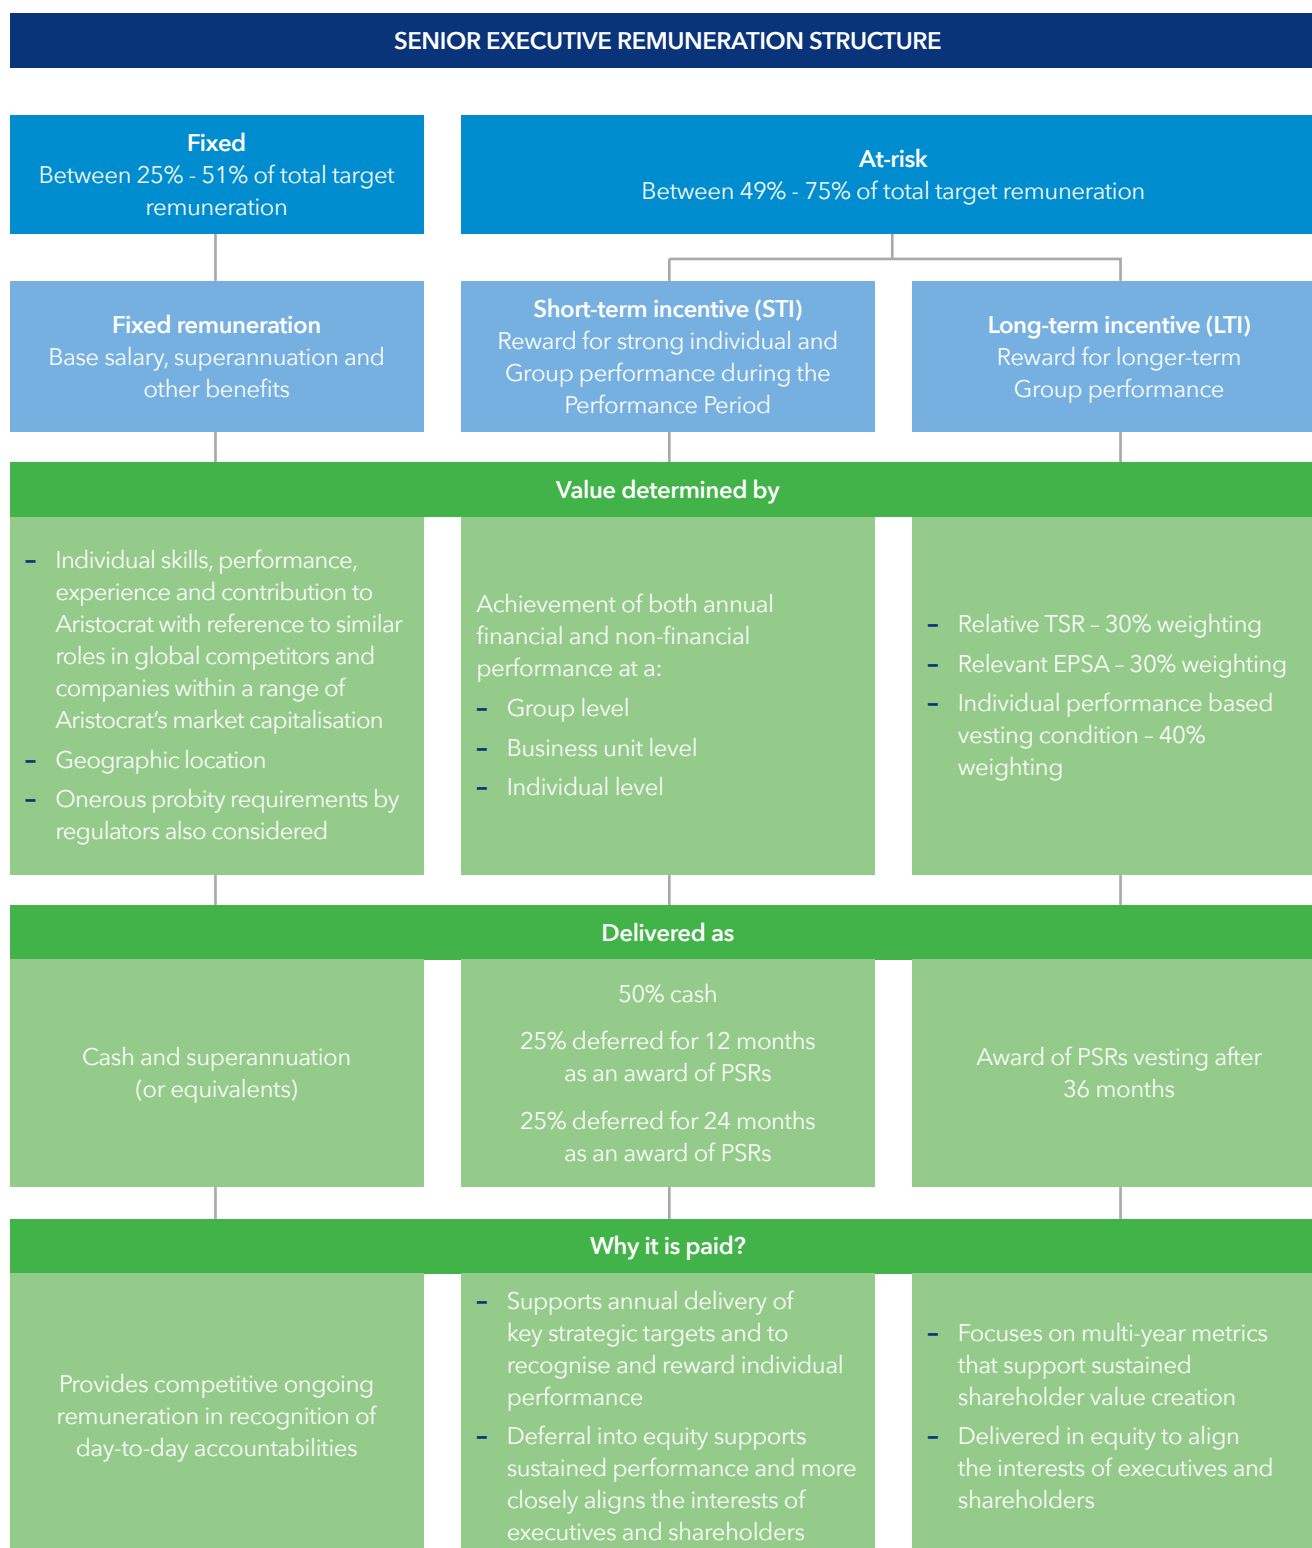 SENIOR EXECUTIVE REMUNERATION STRUCTURE
Fixed
Between 25% - 51% of total target
remuneration
At-risk
Between 49% - 75% of total target remuneration
Fixed remuneration
Base salary, superannuation and
other benefits
Short-term incentive (STI)
Reward for strong individual and
Group performance during the
Performance Period
Long-term incentive (LTI)
Reward for longer-term
Group performance
Value determined by
– Individual skills, performance,
experience and contribution to
Aristocrat with reference to similar
roles in global competitors and
companies within a range of
Aristocrat’s market capitalisation
– Geographic location
– Onerous probity requirements by
regulators also considered
Achievement of both annual
financial and non-financial
performance at a:
– Group level
– Business unit level
– Individual level
– Relative TSR – 30% weighting
– Relevant EPSA – 30% weighting
– Individual performance based
vesting condition – 40%
weighting
Delivered as
Cash and superannuation
(or equivalents)
50% cash
25% deferred for 12 months
as an award of PSRs
25% deferred for 24 months
as an award of PSRs
Award of PSRs vesting after
36 months
Why it is paid?
Provides competitive ongoing
remuneration in recognition of
day-to-day accountabilities
– Supports annual delivery of
key strategic targets and to
recognise and reward individual
performance
– Deferral into equity supports
sustained performance and more
closely aligns the interests of
executives and shareholders
– Focuses on multi-year metrics
that support sustained
shareholder value creation
– Delivered in equity to align
the interests of executives and
shareholders